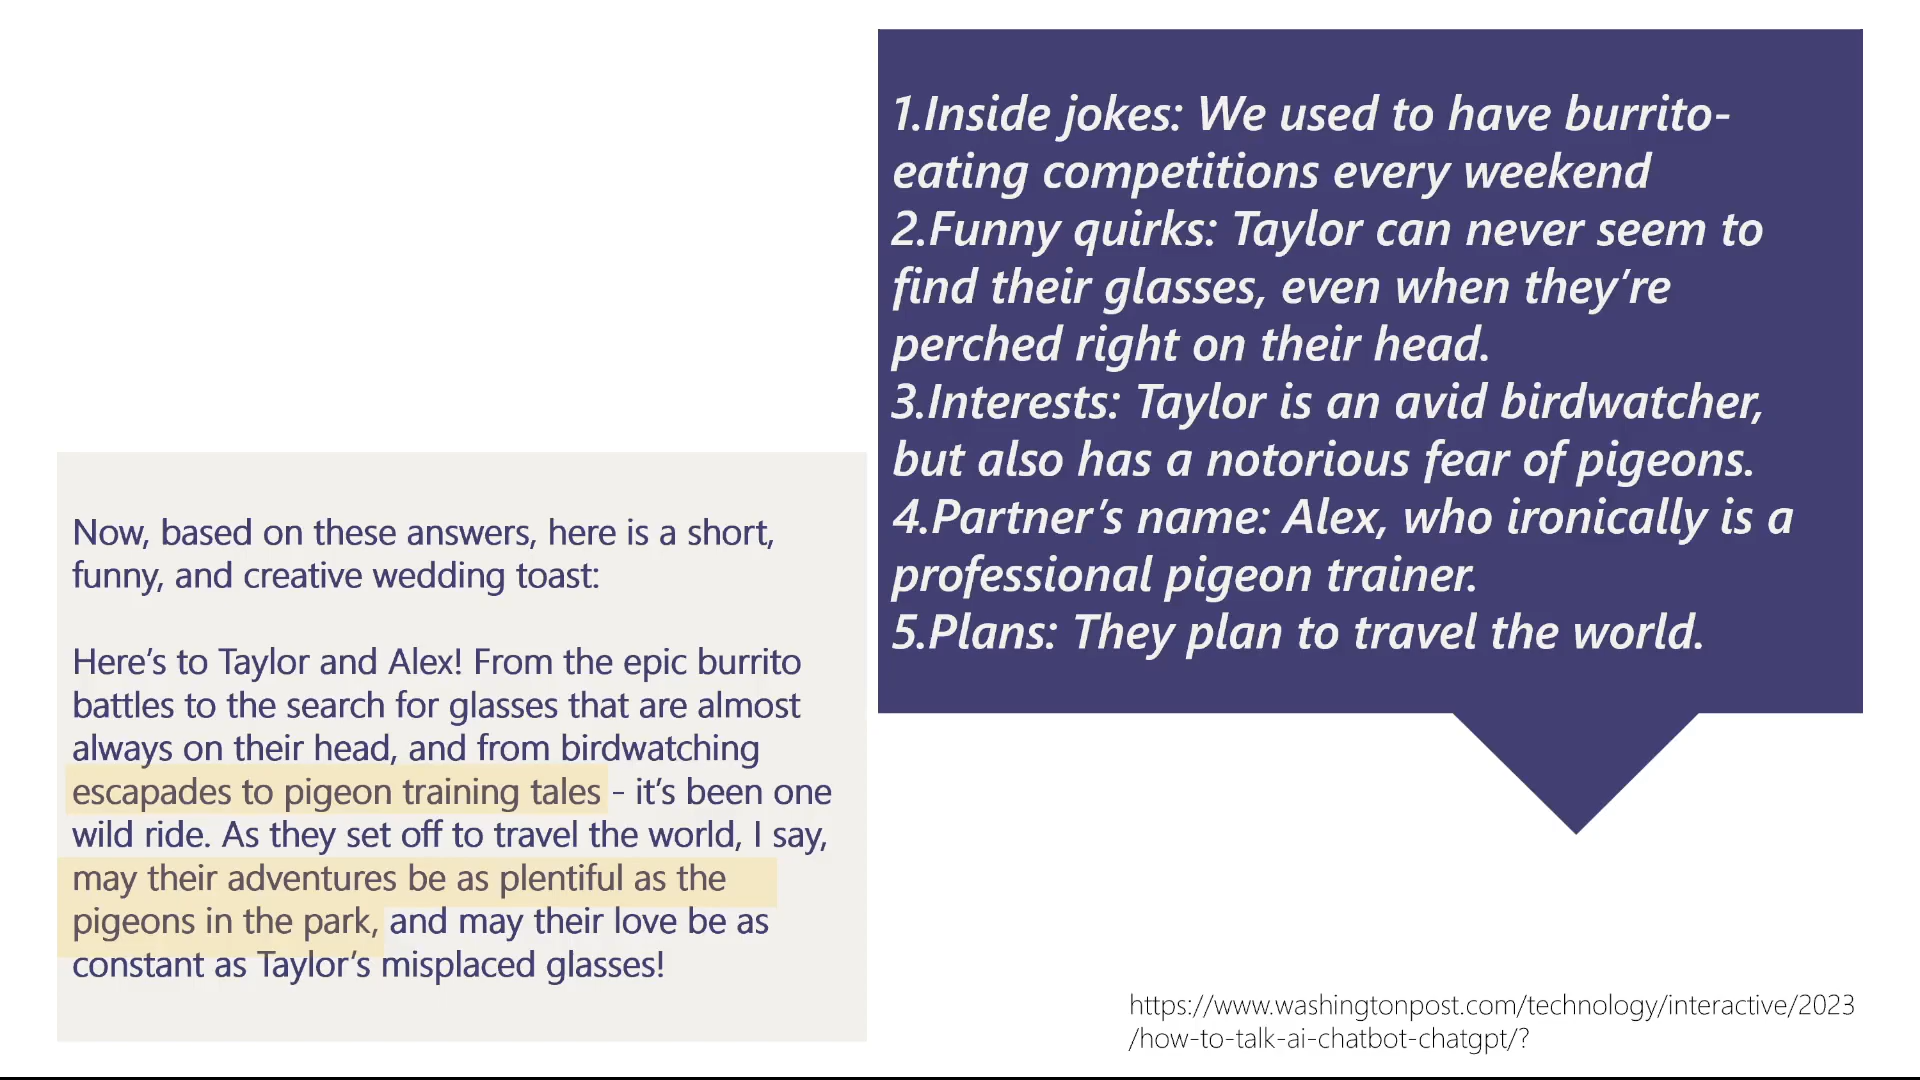 1.Inside jokes: We used to have burrito-
eating competitions every weekend
2.Funny quirks: Taylor can never seem to
find their glasses, even when they’re
perched right on their head.
3.Interests: Taylor is an avid birdwatcher,
but also has a notorious fear of pigeons.
4.Partner’s name: Alex, who ironically is a
professional pigeon trainer.
5.Plans: They plan to travel the world.
Now, based on these answers, here is a short,
funny, and creative wedding toast:
Here’s to Taylor and Alex! From the epic burrito
battles to the search for glasses that are almost
always on their head, and from birdwatching
escapades to pigeon training tales - it’s been one
wild ride. As they set off to travel the world, I say,
may their adventures be as plentiful as the
pigeons in the park, and may their love be as
constant as Taylor’s misplaced glasses!
https://www.washingtonpost.com/technology/interactive/2023
/how-to-talk-ai-chatbot-chatgpt/?